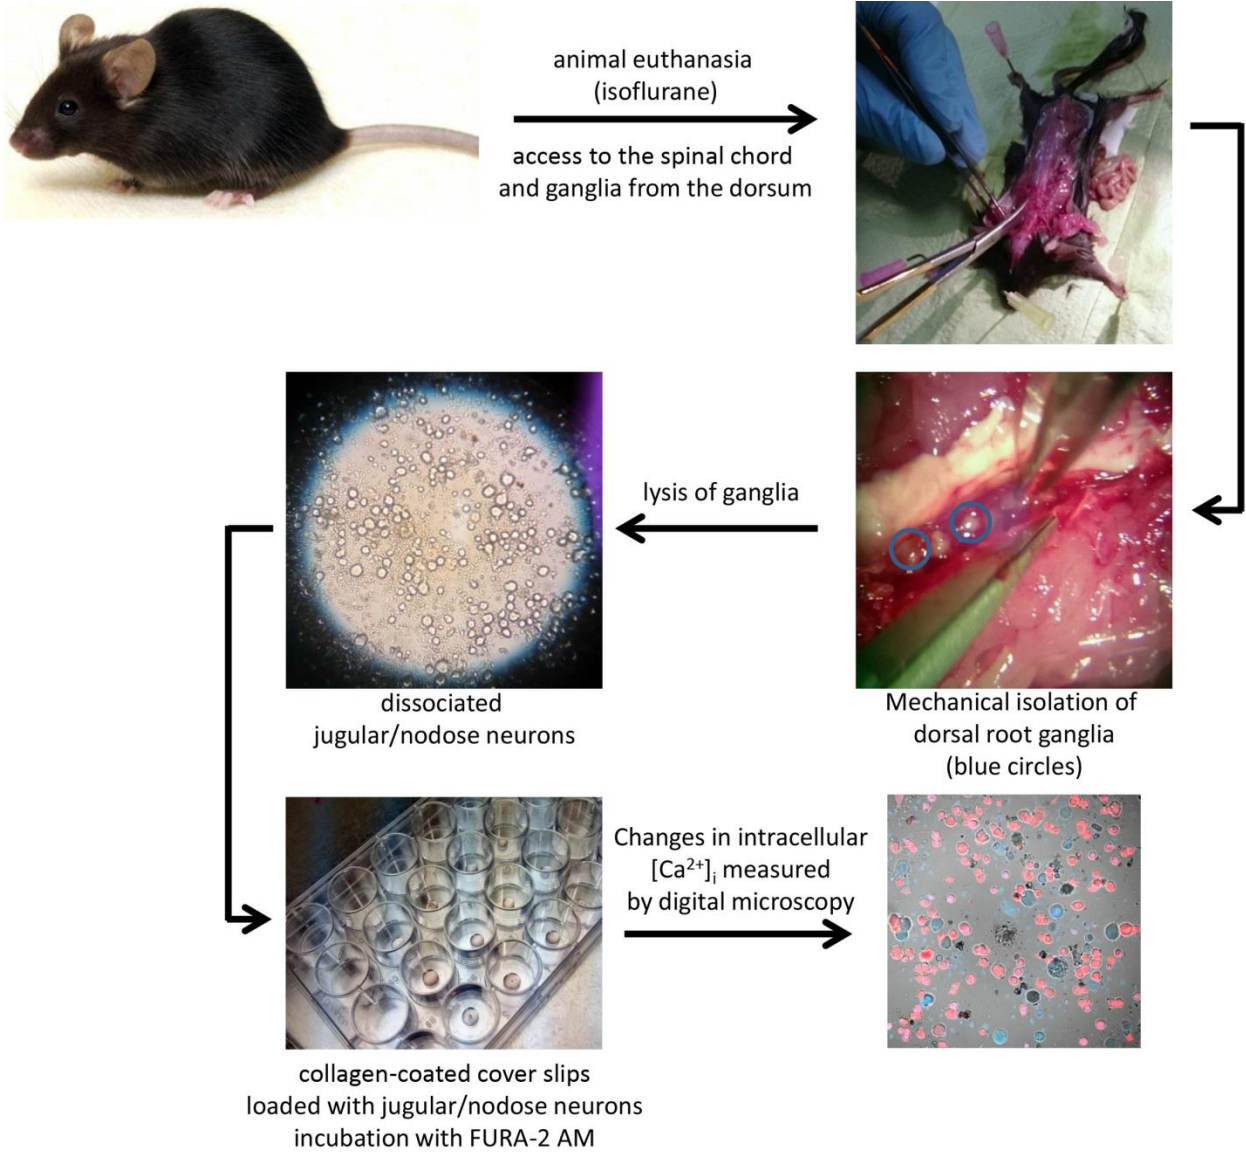 animal euthanasia
(isoflurane)
access to the spinal chord
and ganglia from the dorsum
lysis of ganglia
dissociated
jugular/nodose neurons
Mechanical isolation of
dorsal root ganglia
(blue circles)
Changes in intracellular
[Ca²⁺]ᵢ measured
by digital microscopy
collagen-coated cover slips
loaded with jugular/nodose neurons
incubation with FURA-2 AM